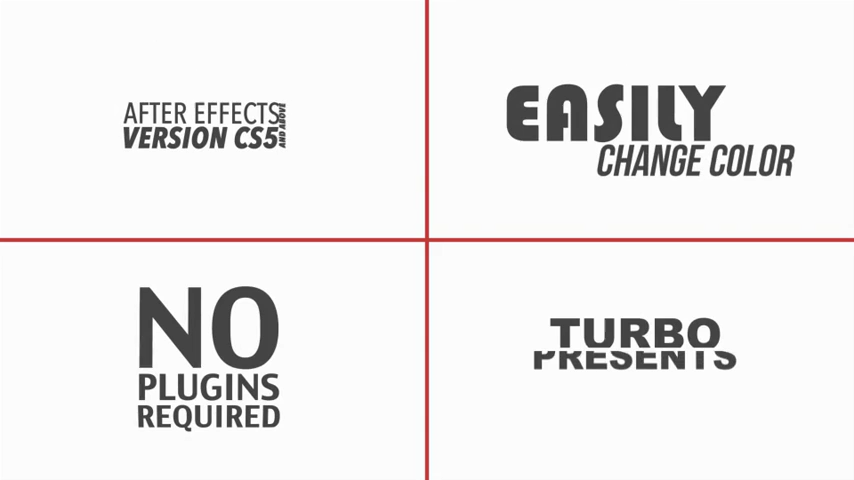 AFTER EFFECTS
VERSION CS5
AND ABOVE
EASILY
CHANGE COLOR
NO
PLUGINS
REQUIRED
TURBO
PRESENTS